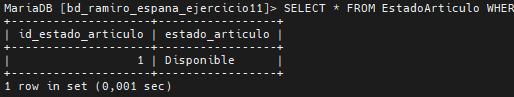 MariaDB [bd_ramiro_espana_ejercicio11]> SELECT * FROM EstadoArticulo WHER
+--------------------+-----------------+
| id_estado_articulo | estado_articulo |
+--------------------+-----------------+
|                  1 | Disponible      |
+--------------------+-----------------+
1 row in set (0,001 sec)